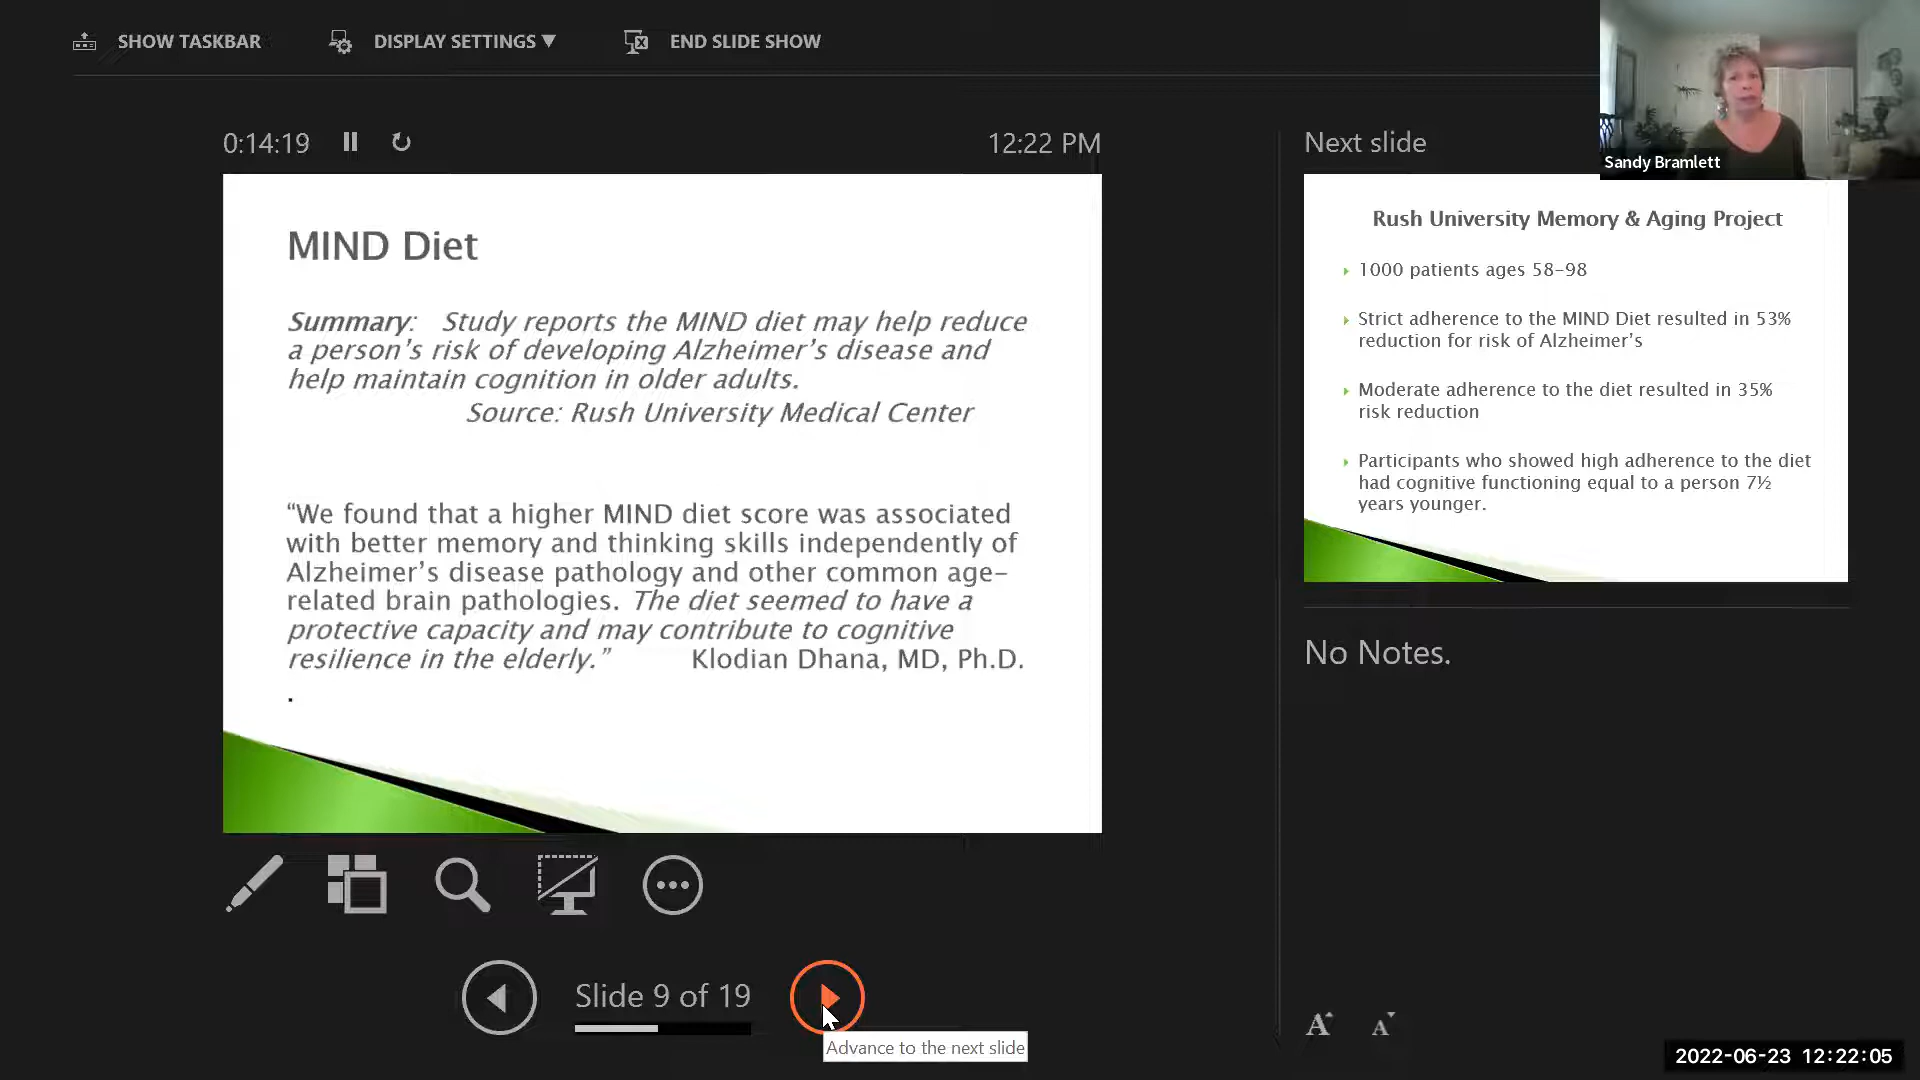 SHOW TASKBAR
DISPLAY SETTINGS ▼
END SLIDE SHOW
0:14:19
12:22 PM
MIND Diet
Summary: Study reports the MIND diet may help reduce
a person’s risk of developing Alzheimer’s disease and
help maintain cognition in older adults.
Source: Rush University Medical Center
“We found that a higher MIND diet score was associated
with better memory and thinking skills independently of
Alzheimer’s disease pathology and other common age-
related brain pathologies. The diet seemed to have a
protective capacity and may contribute to cognitive
resilience in the elderly.” Klodian Dhana, MD, Ph.D.
.
Slide 9 of 19
Advance to the next slide
Next slide
Sandy Bramlett
Rush University Memory & Aging Project
1000 patients ages 58-98
Strict adherence to the MIND Diet resulted in 53%
reduction for risk of Alzheimer’s
Moderate adherence to the diet resulted in 35%
risk reduction
Participants who showed high adherence to the diet
had cognitive functioning equal to a person 7½
years younger.
No Notes.
A A
2022-06-23 12:22:05